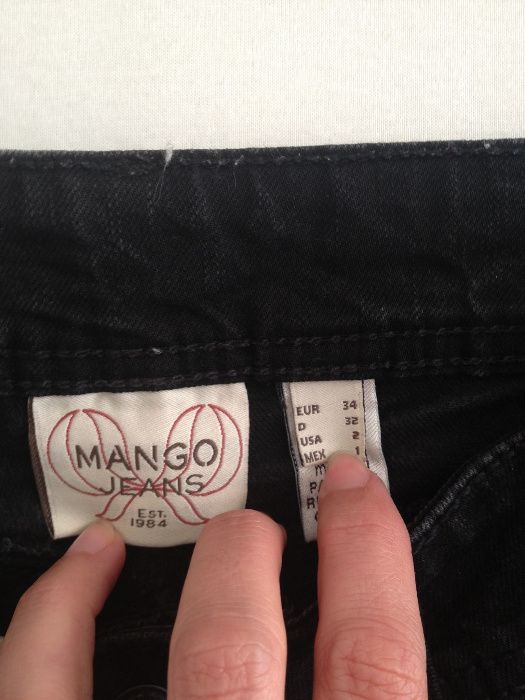 MANGO
JEANS
EST.
1984
EUR 34
D 32
USA 2
MEX 1